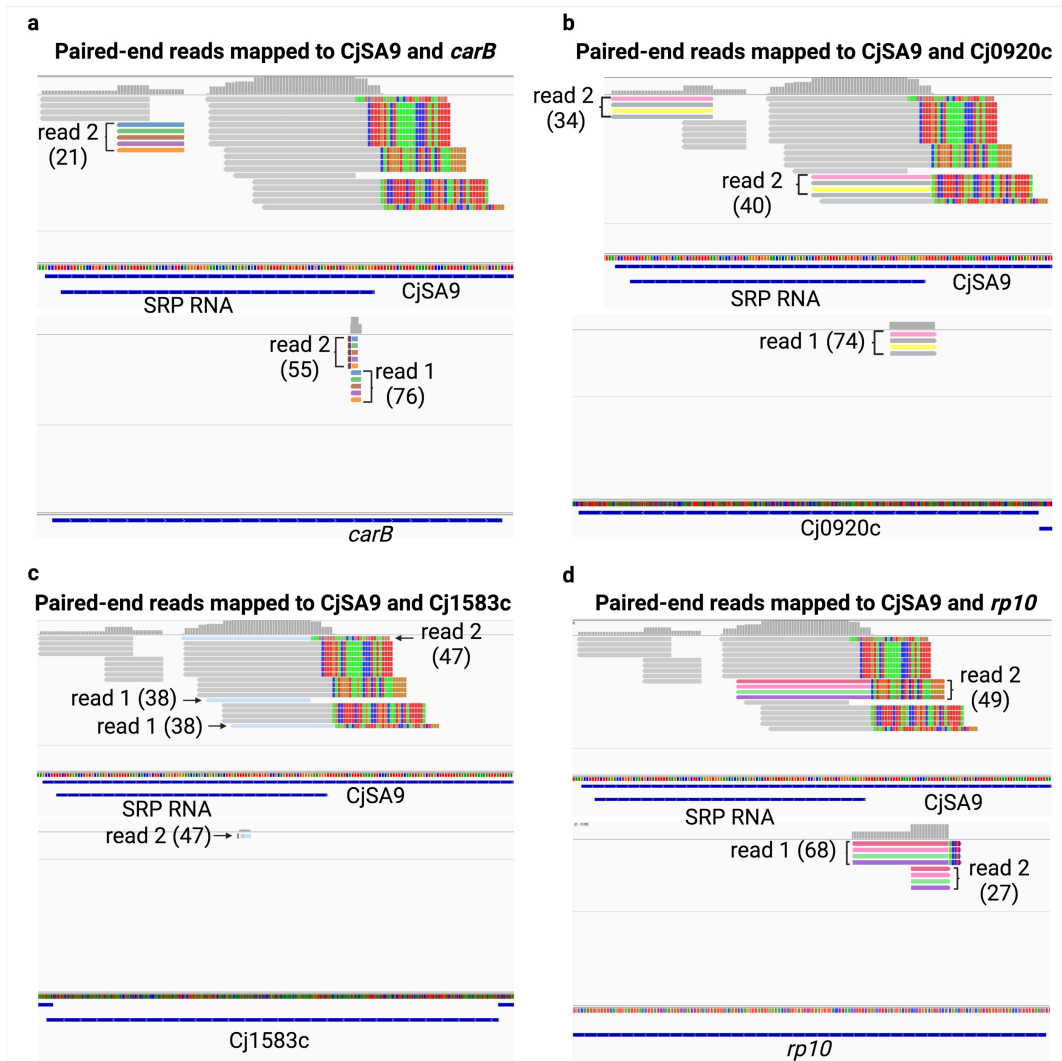 a
Paired-end reads mapped to CjSA9 and carB
read 2
(21)
SRP RNA
CjSA9
read 2
(55)
read 1
(76)
carB
b
Paired-end reads mapped to CjSA9 and Cj0920c
read 2
(34)
read 2
(40)
SRP RNA
CjSA9
read 1 (74)
Cj0920c
c
Paired-end reads mapped to CjSA9 and Cj1583c
read 2
(47)
read 1 (38)
read 1 (38)
SRP RNA
CjSA9
read 2 (47)
Cj1583c
d
Paired-end reads mapped to CjSA9 and rp10
read 2
(49)
SRP RNA
CjSA9
read 1 (68)
read 2
(27)
rp10